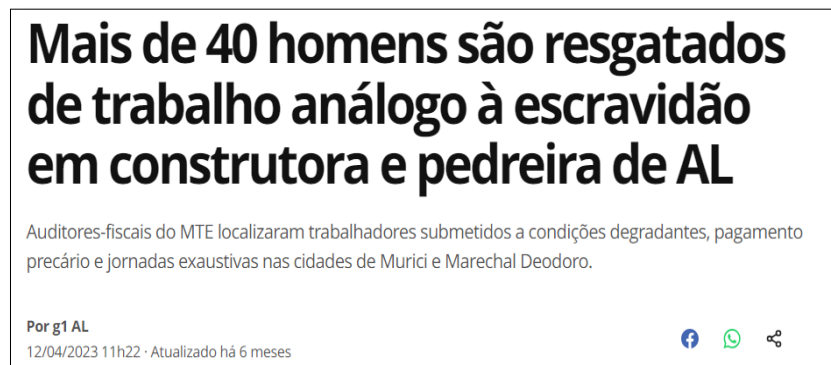 Mais de 40 homens são resgatados
de trabalho análogo à escravidão
em construtora e pedreira de AL
Auditores-fiscais do MTE localizaram trabalhadores submetidos a condições degradantes, pagamento
precário e jornadas exaustivas nas cidades de Murici e Marechal Deodoro.
Por g1 AL
12/04/2023 11h22 · Atualizado há 6 meses